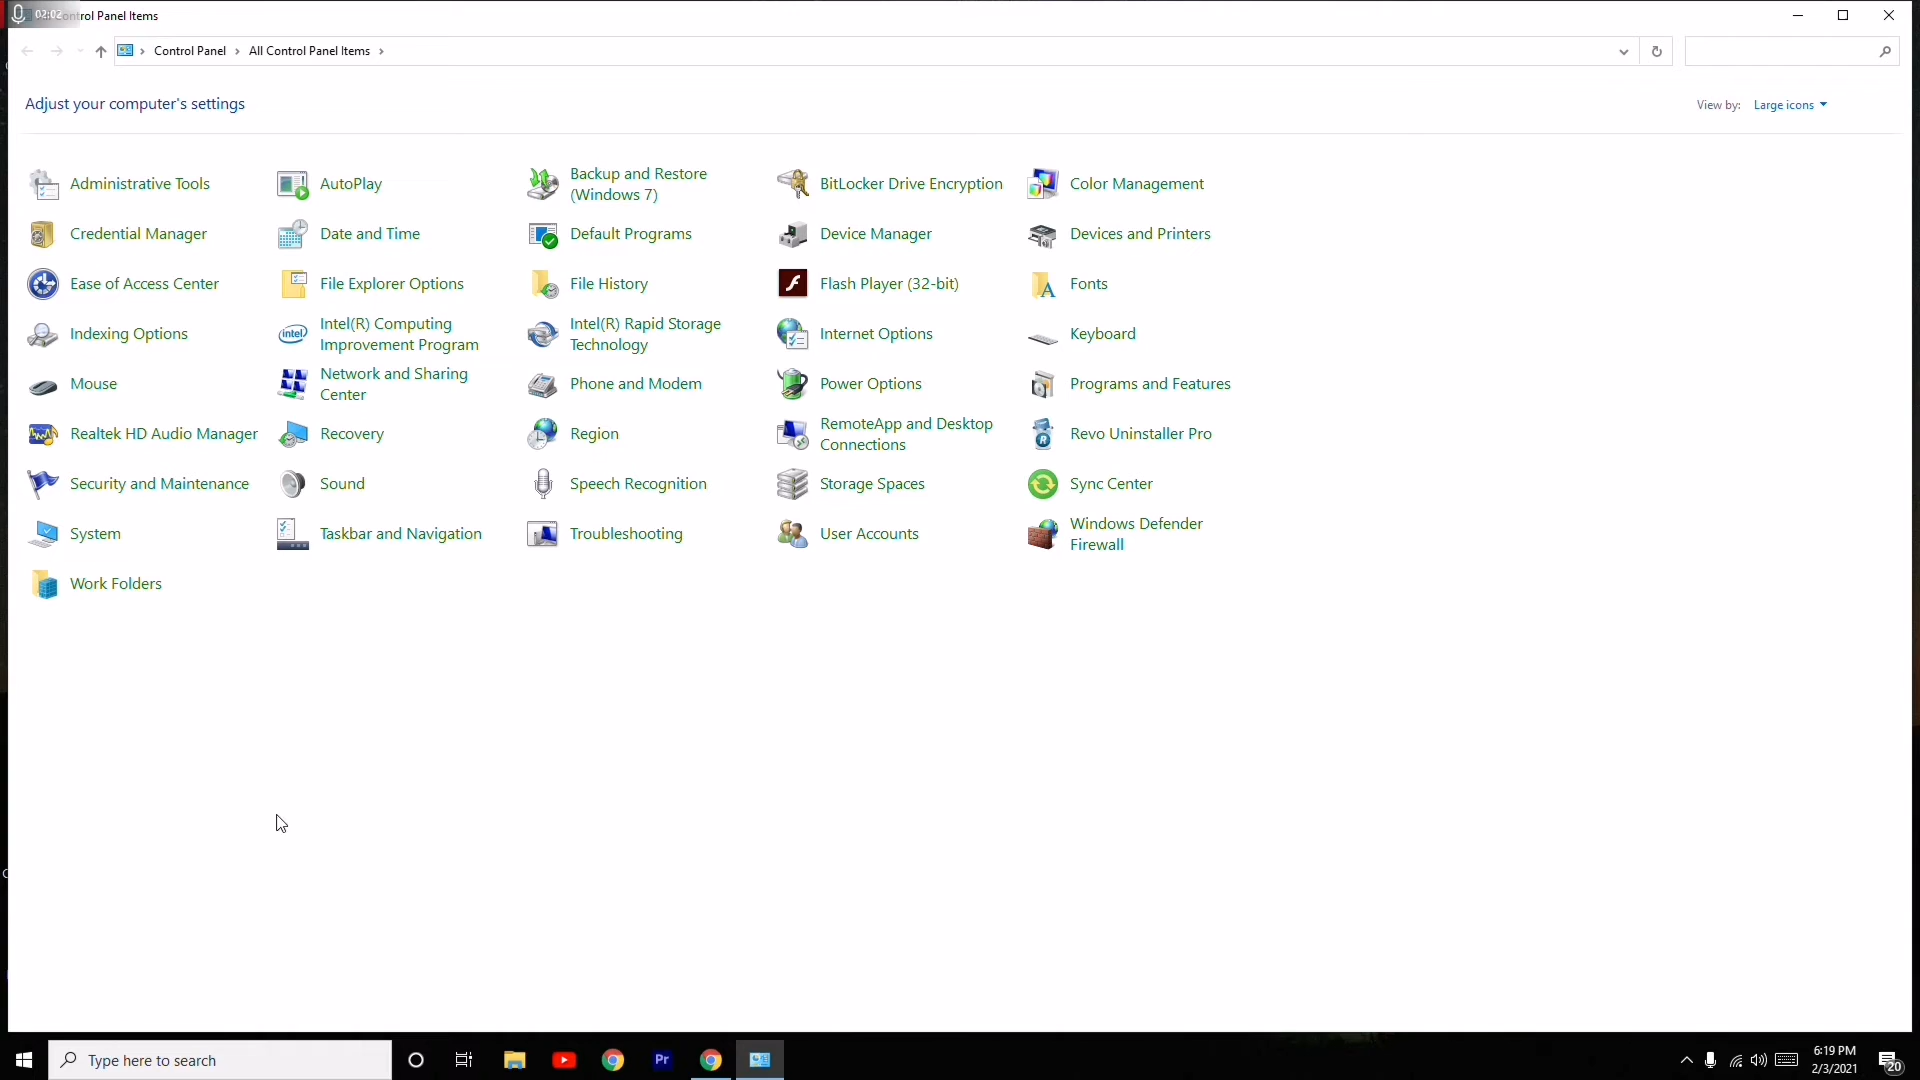 02:02
ntrol Panel Items
Control Panel > All Control Panel Items >
Adjust your computer's settings
View by: Large icons
Administrative Tools
AutoPlay
Backup and Restore
(Windows 7)
BitLocker Drive Encryption
Color Management
Credential Manager
Date and Time
Default Programs
Device Manager
Devices and Printers
Ease of Access Center
File Explorer Options
File History
Flash Player (32-bit)
Fonts
Indexing Options
intel
Intel(R) Computing
Improvement Program
Intel(R) Rapid Storage
Technology
Internet Options
Keyboard
Mouse
Network and Sharing
Center
Phone and Modem
Power Options
Programs and Features
Realtek HD Audio Manager
Recovery
Region
RemoteApp and Desktop
Connections
Revo Uninstaller Pro
Security and Maintenance
Sound
Speech Recognition
Storage Spaces
Sync Center
System
Taskbar and Navigation
Troubleshooting
User Accounts
Windows Defender
Firewall
Work Folders
Type here to search
Pr
6:19 PM
2/3/2021
20